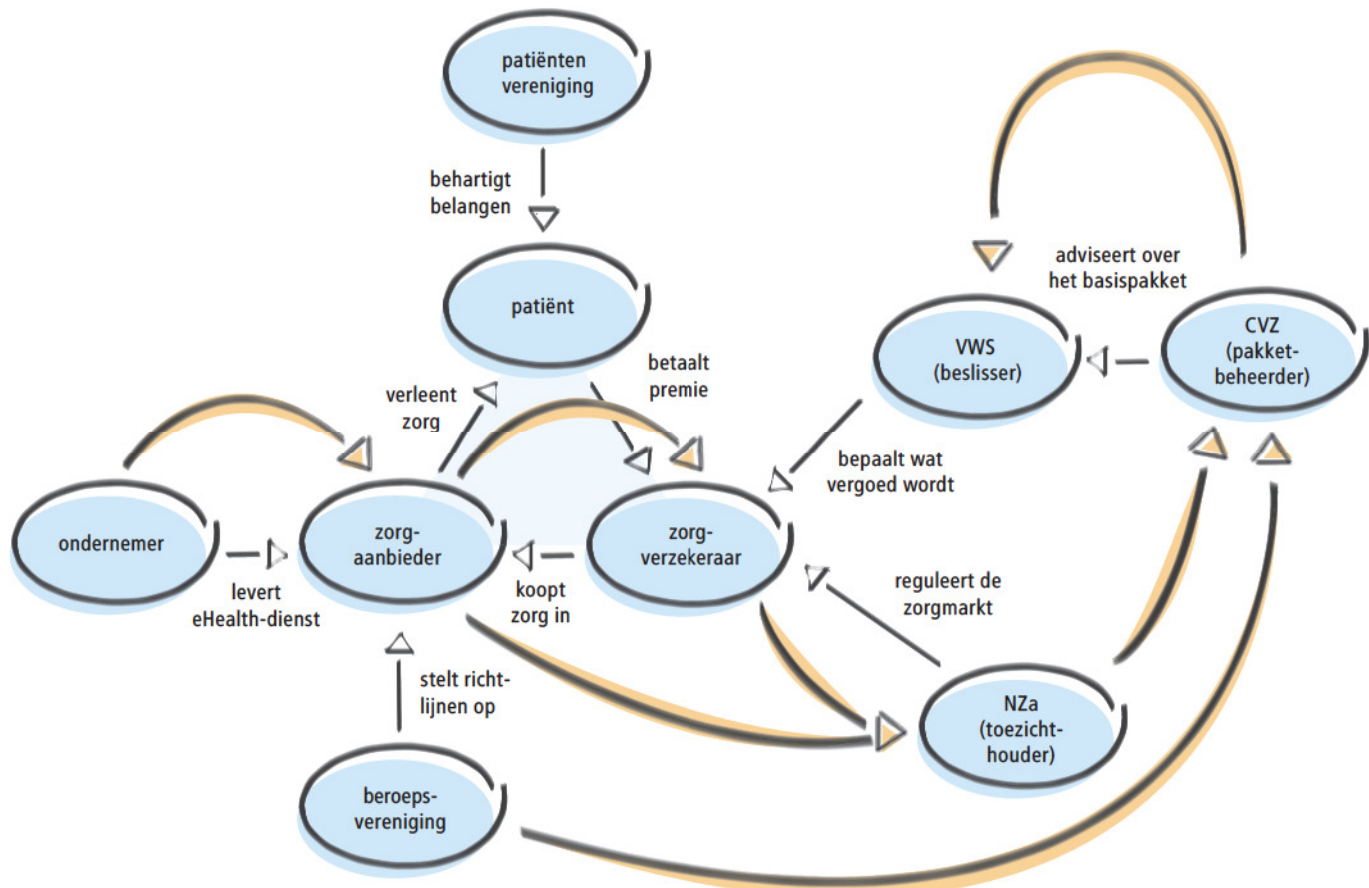 patiënten
vereniging
behartigt
belangen
patiënt
adviseert over
het basispakket
VWS
(beslisser)
CVZ
(pakket-
beheerder)
verleent
zorg
betaalt
premie
bepaalt wat
vergoed wordt
ondernemer
zorg-
aanbieder
zorg-
verzekeraar
levert
eHealth-dienst
koopt
zorg in
reguleert de
zorgmarkt
stelt richt-
lijnen op
NZa
(toezicht-
houder)
beroeps-
vereniging